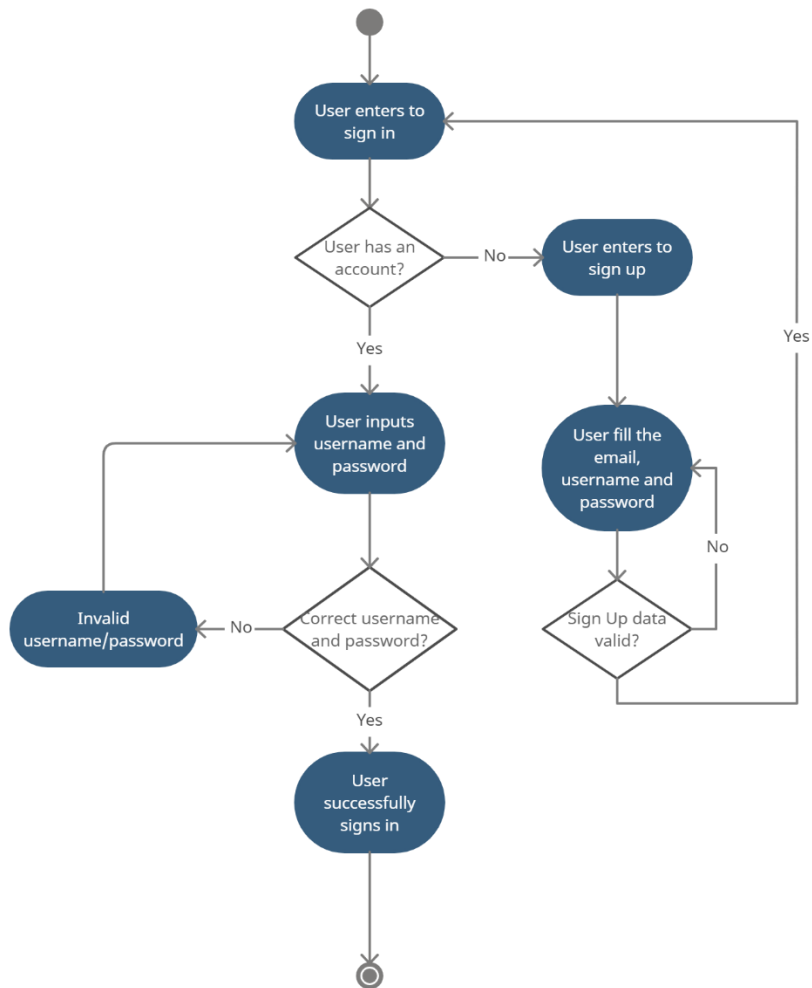 User enters to
sign in
User has an
account?
No
User enters to
sign up
Yes
Yes
User inputs
username and
password
User fill the
email,
username and
password
No
Invalid
username/password
No
Correct username
and password?
Sign Up data
valid?
Yes
User
successfully
signs in